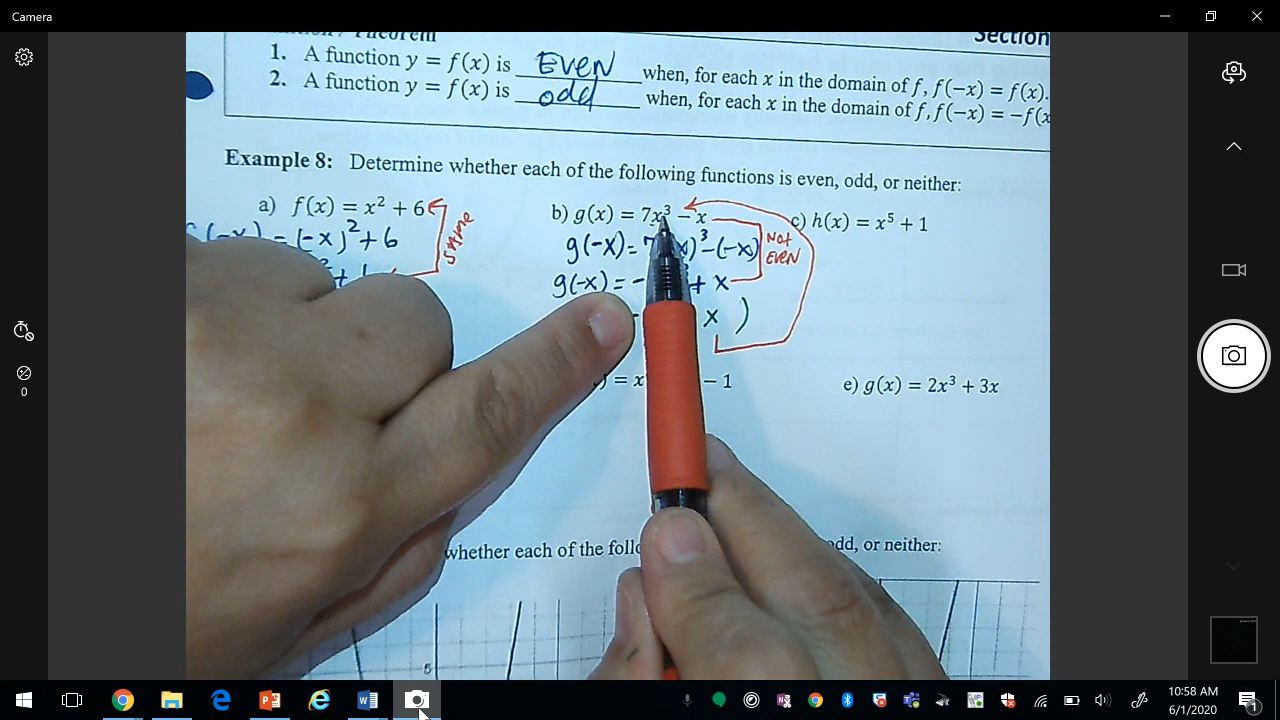 Camera
Section
1. A function y = f(x) is Even when, for each x in the domain of f, f(−x) = f(x).
2. A function y = f(x) is odd when, for each x in the domain of f, f(−x) = −f(x
Example 8: Determine whether each of the following functions is even, odd, or neither:
a) f(x) = x² + 6
(-x)²+6
Same
b) g(x) = 7x³ − x
g(-x)= )³-(-x)
g(-x)= - + x
x )
Not
Even
c) h(x) = x⁵ + 1
) = x − 1
e) g(x) = 2x³ + 3x
whether each of the odd, or neither:
5
0
10:58 AM
6/1/2020
1